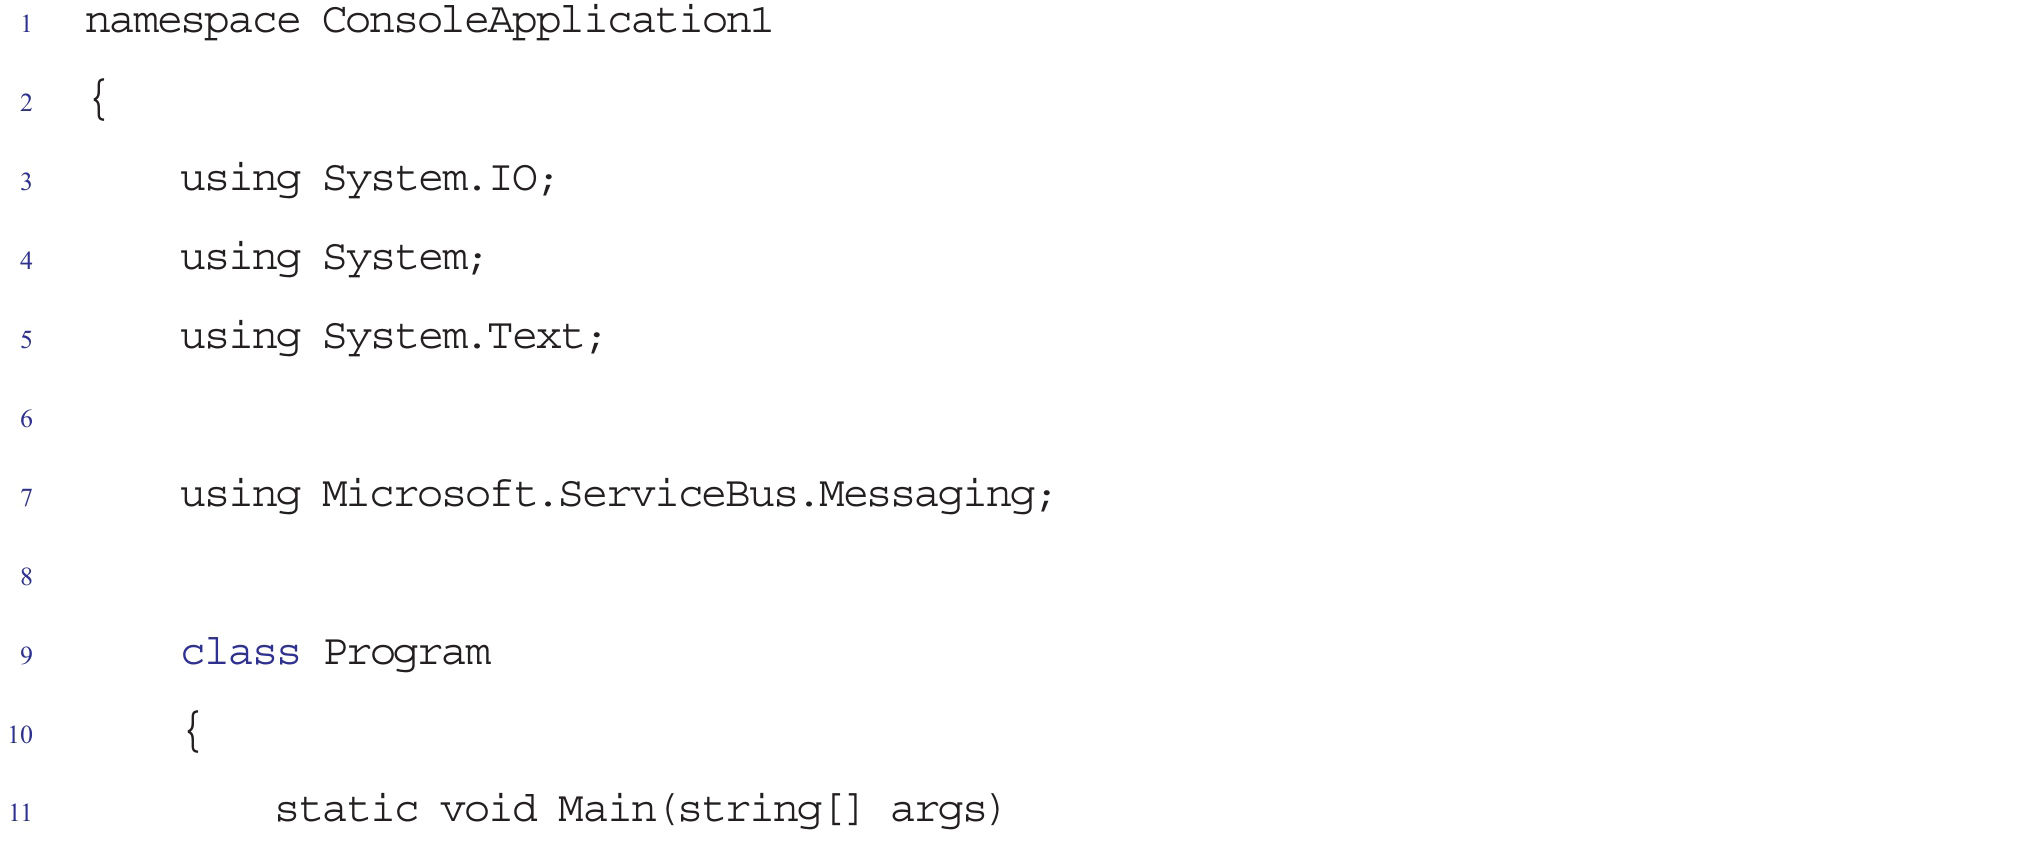 1 namespace ConsoleApplication1
2 {
3     using System.IO;
4     using System;
5     using System.Text;
6
7     using Microsoft.ServiceBus.Messaging;
8
9     class Program
10     {
11         static void Main(string[] args)